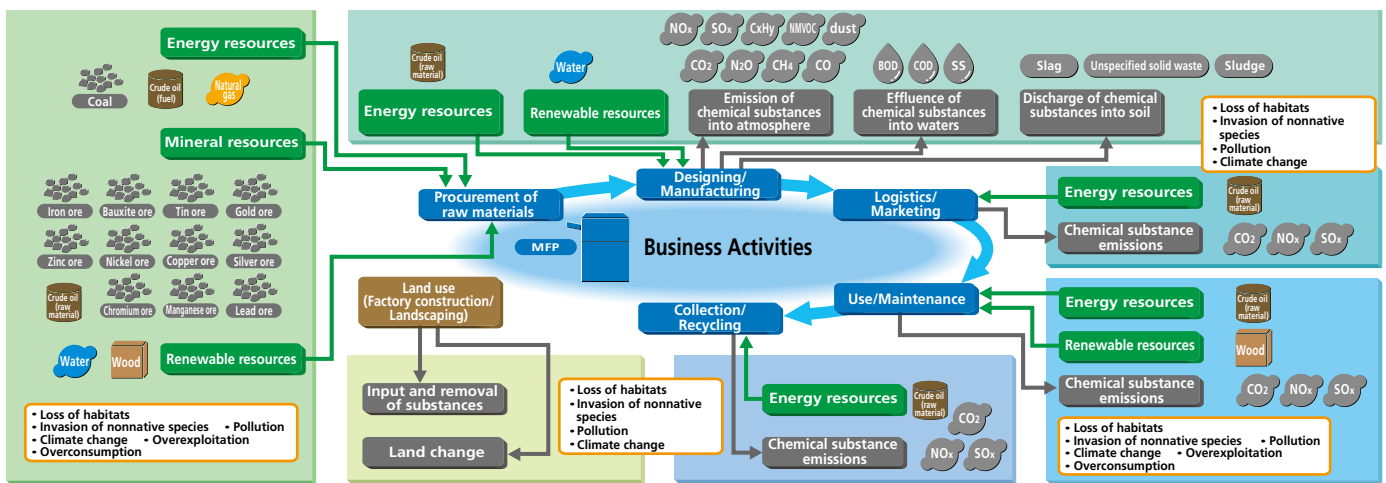 Energy resources
Coal
Crude oil
(fuel)
Natural
gas
Mineral resources
Iron ore
Bauxite ore
Tin ore
Gold ore
Zinc ore
Nickel ore
Copper ore
Silver ore
Crude oil
(raw
material)
Chromium ore
Manganese ore
Lead ore
Water
Wood
Renewable resources
• Loss of habitats
• Invasion of nonnative species • Pollution
• Climate change • Overexploitation
• Overconsumption
Crude oil
(raw
material)
Energy resources
Water
Renewable resources
NOx
SOx
CxHy
NMVOC
dust
CO2
N2O
CH4
CO
Emission of
chemical substances
into atmosphere
BOD
COD
SS
Effluence of
chemical substances
into waters
Slag
Unspecified solid waste
Sludge
Discharge of chemical
substances into soil
• Loss of habitats
• Invasion of nonnative
species
• Pollution
• Climate change
Procurement of
raw materials
Designing/
Manufacturing
Logistics/
Marketing
MFP
Business Activities
Use/Maintenance
Collection/
Recycling
Energy resources
Crude oil
(raw
material)
Chemical substance
emissions
CO2
NOx
SOx
Land use
(Factory construction/
Landscaping)
Input and removal
of substances
Land change
• Loss of habitats
• Invasion of nonnative
species
• Pollution
• Climate change
Energy resources
Crude oil
(raw
material)
Chemical substance
emissions
CO2
NOx
SOx
Energy resources
Crude oil
(raw
material)
Renewable resources
Wood
Chemical substance
emissions
CO2
NOx
SOx
• Loss of habitats
• Invasion of nonnative species • Pollution
• Climate change • Overexploitation
• Overconsumption